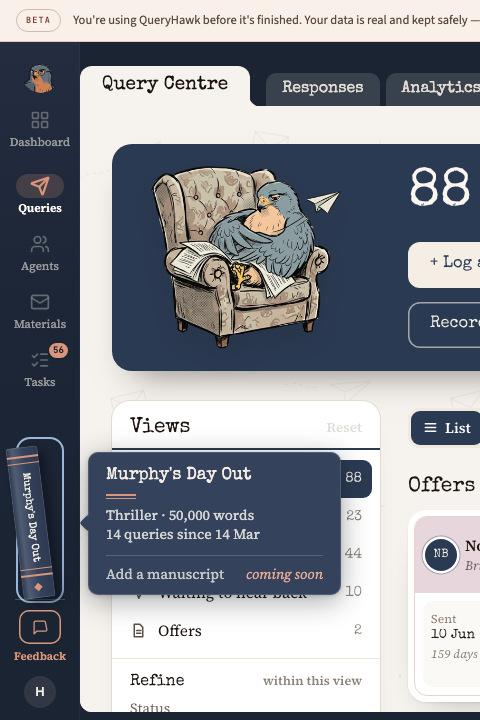 BETA
You're using QueryHawk before it's finished. Your data is real and kept safely —
Query Centre
Responses
Analytics
Dashboard
Queries
Agents
Materials
56
Tasks
Murphy's Day Out
Feedback
H
88
+ Log a
Record
Views
Reset
88
23
44
10
Offers
2
Murphy's Day Out
Thriller · 50,000 words
14 queries since 14 Mar
Add a manuscript
coming soon
Waiting to hear back
Refine
within this view
Status
List
Offers
NB
No
Bri
Sent
10 Jun
159 days